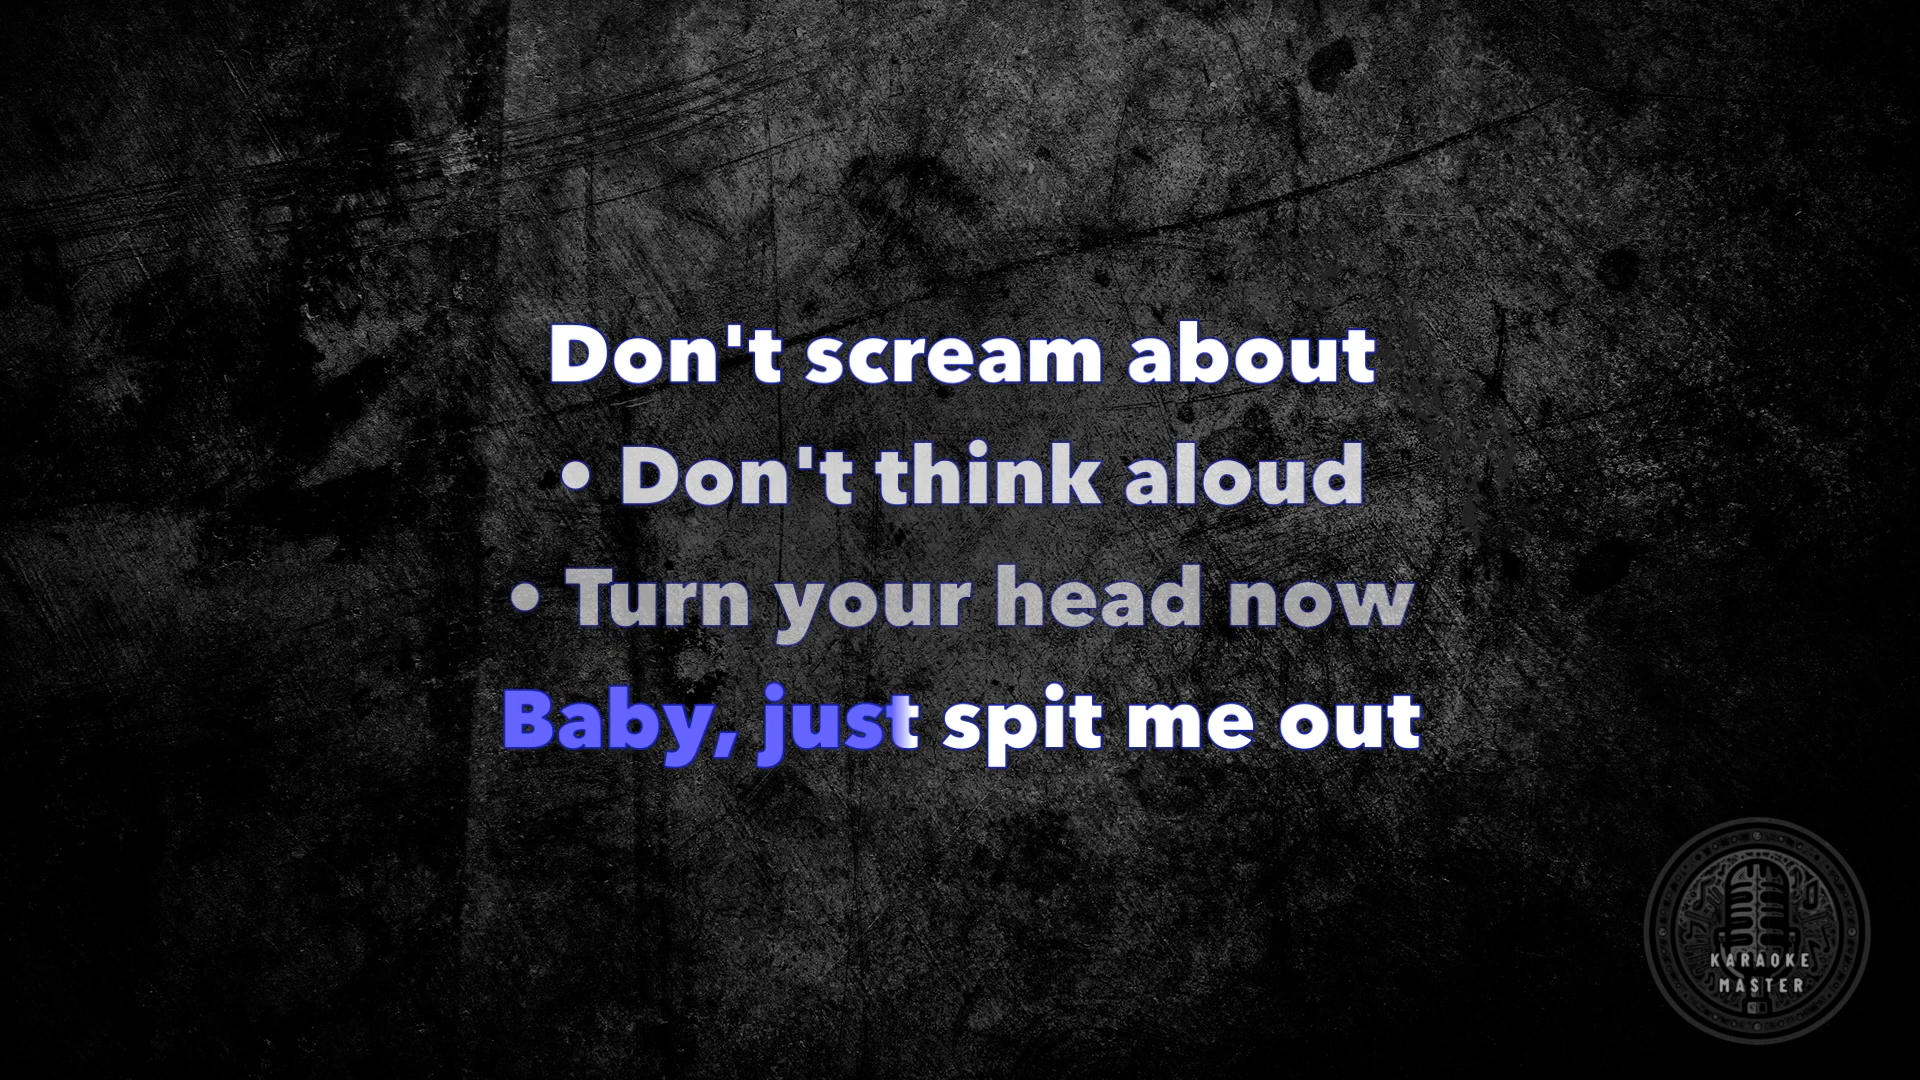 Don't scream about
• Don't think aloud
• Turn your head now
Baby, just spit me out
KARAOKE
MASTER